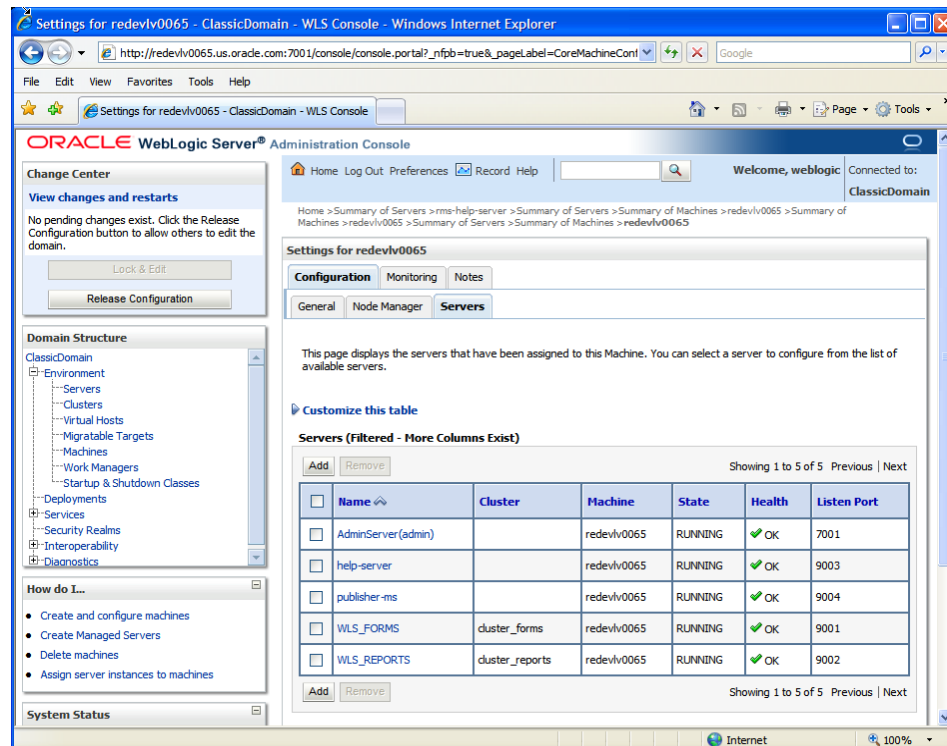 Settings for redevlv0065 - ClassicDomain - WLS Console - Windows Internet Explorer
http://redevlv0065.us.oracle.com:7001/console/console.portal?_nfpb=true&_pageLabel=CoreMachineConf
Google
File Edit View Favorites Tools Help
Settings for redevlv0065 - ClassicDomain - WLS Console
Page Tools
ORACLE WebLogic Server® Administration Console
Change Center
View changes and restarts
No pending changes exist. Click the Release
Configuration button to allow others to edit the
domain.
Lock & Edit
Release Configuration
Domain Structure
ClassicDomain
Environment
Servers
Clusters
Virtual Hosts
Migratable Targets
Machines
Work Managers
Startup & Shutdown Classes
Deployments
Services
Security Realms
Interoperability
Diagnostics
How do I...
Create and configure machines
Create Managed Servers
Delete machines
Assign server instances to machines
System Status
Home Log Out Preferences Record Help
Welcome, weblogic
Connected to:
ClassicDomain
Home >Summary of Servers >rms-help-server >Summary of Servers >Summary of Machines >redevlv0065 >Summary of
Machines >redevlv0065 >Summary of Servers >Summary of Machines >redevlv0065
Settings for redevlv0065
Configuration Monitoring Notes
General Node Manager Servers
This page displays the servers that have been assigned to this Machine. You can select a server to configure from the list of
available servers.
Customize this table
Servers (Filtered - More Columns Exist)
Add Remove Showing 1 to 5 of 5 Previous | Next
Name Cluster Machine State Health Listen Port
AdminServer(admin) redevlv0065 RUNNING OK 7001
help-server redevlv0065 RUNNING OK 9003
publisher-ms redevlv0065 RUNNING OK 9004
WLS_FORMS cluster_forms redevlv0065 RUNNING OK 9001
WLS_REPORTS cluster_reports redevlv0065 RUNNING OK 9002
Add Remove Showing 1 to 5 of 5 Previous | Next
Internet 100%